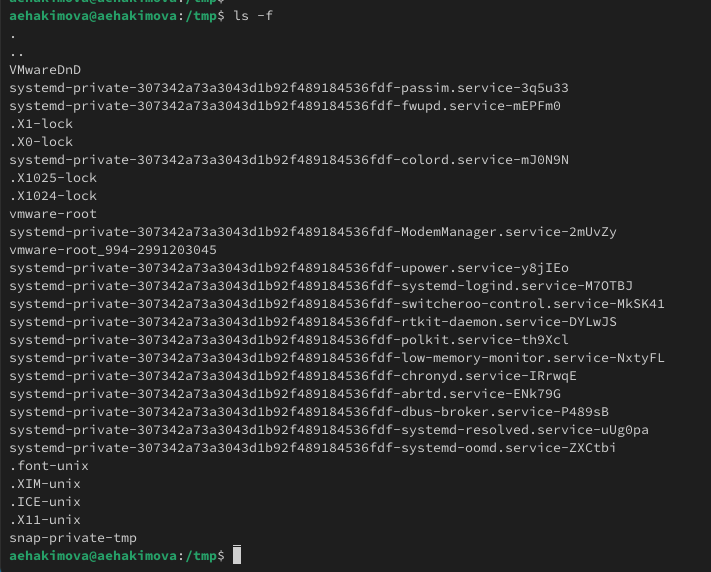 aehakimova@aehakimova:/tmp$
aehakimova@aehakimova:/tmp$ ls -f
.
..
VMwareDnD
systemd-private-307342a73a3043d1b92f489184536fdf-passim.service-3q5u33
systemd-private-307342a73a3043d1b92f489184536fdf-fwupd.service-mEPFm0
.X1-lock
.X0-lock
systemd-private-307342a73a3043d1b92f489184536fdf-colord.service-mJ0N9N
.X1025-lock
.X1024-lock
vmware-root
systemd-private-307342a73a3043d1b92f489184536fdf-ModemManager.service-2mUvZy
vmware-root_994-2991203045
systemd-private-307342a73a3043d1b92f489184536fdf-upower.service-y8jIEo
systemd-private-307342a73a3043d1b92f489184536fdf-systemd-logind.service-M7OTBJ
systemd-private-307342a73a3043d1b92f489184536fdf-switcheroo-control.service-MkSK41
systemd-private-307342a73a3043d1b92f489184536fdf-rtkit-daemon.service-DYLwJS
systemd-private-307342a73a3043d1b92f489184536fdf-polkit.service-th9Xcl
systemd-private-307342a73a3043d1b92f489184536fdf-low-memory-monitor.service-NxtyFL
systemd-private-307342a73a3043d1b92f489184536fdf-chronyd.service-IRrwqE
systemd-private-307342a73a3043d1b92f489184536fdf-abrtd.service-ENk79G
systemd-private-307342a73a3043d1b92f489184536fdf-dbus-broker.service-P489sB
systemd-private-307342a73a3043d1b92f489184536fdf-systemd-resolved.service-uUg0pa
systemd-private-307342a73a3043d1b92f489184536fdf-systemd-oomd.service-ZXCtbi
.font-unix
.XIM-unix
.ICE-unix
.X11-unix
snap-private-tmp
aehakimova@aehakimova:/tmp$